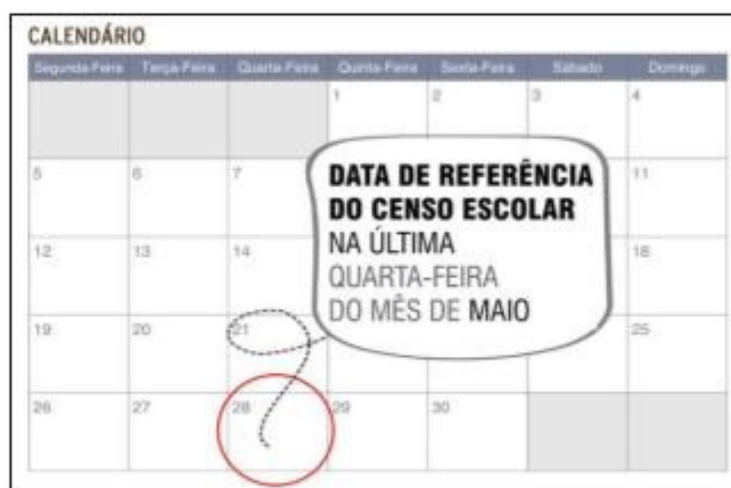 CALENDÁRIO
Segunda-Feira Terça-Feira Quarta-Feira Quinta-Feira Sexta-Feira Sábado Domingo
1 2 3 4
5 6 7 11
12 13 14 18
19 20 21 25
26 27 28 29 30
DATA DE REFERÊNCIA
DO CENSO ESCOLAR
NA ÚLTIMA
QUARTA-FEIRA
DO MÊS DE MAIO